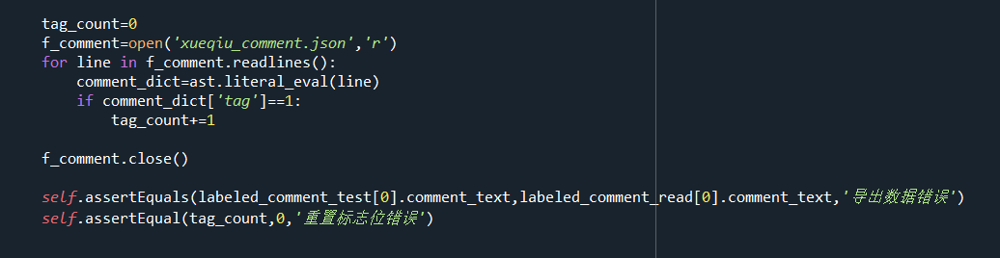 tag_count=0
f_comment=open('xueqiu_comment.json','r')
for line in f_comment.readlines():
    comment_dict=ast.literal_eval(line)
    if comment_dict['tag']==1:
        tag_count+=1

f_comment.close()

self.assertEquals(labeled_comment_test[0].comment_text,labeled_comment_read[0].comment_text,'导出数据错误')
self.assertEqual(tag_count,0,'重置标志位错误')